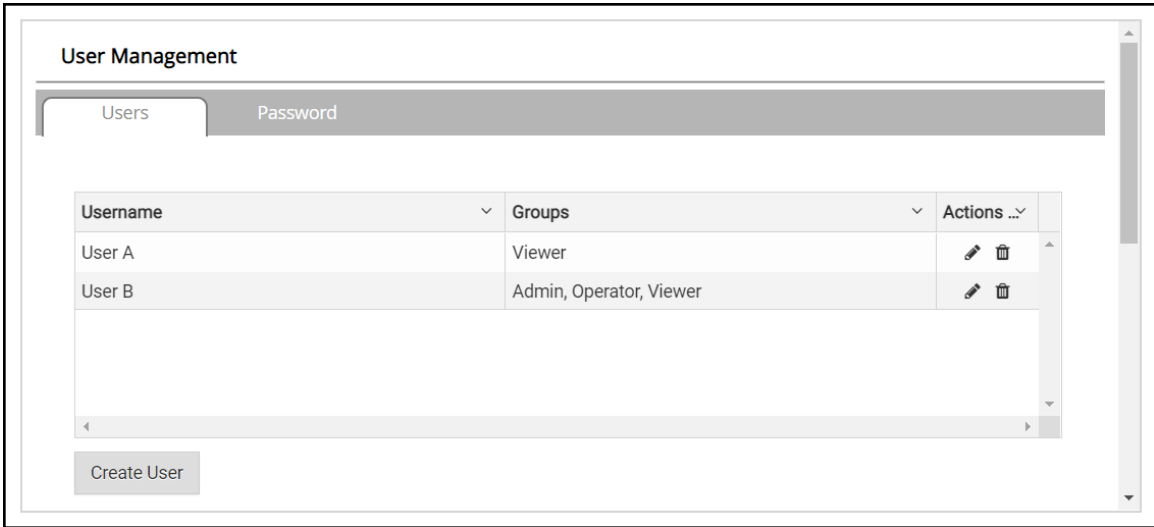 User Management
Users Password
Username Groups Actions ...
User A Viewer
User B Admin, Operator, Viewer
Create User